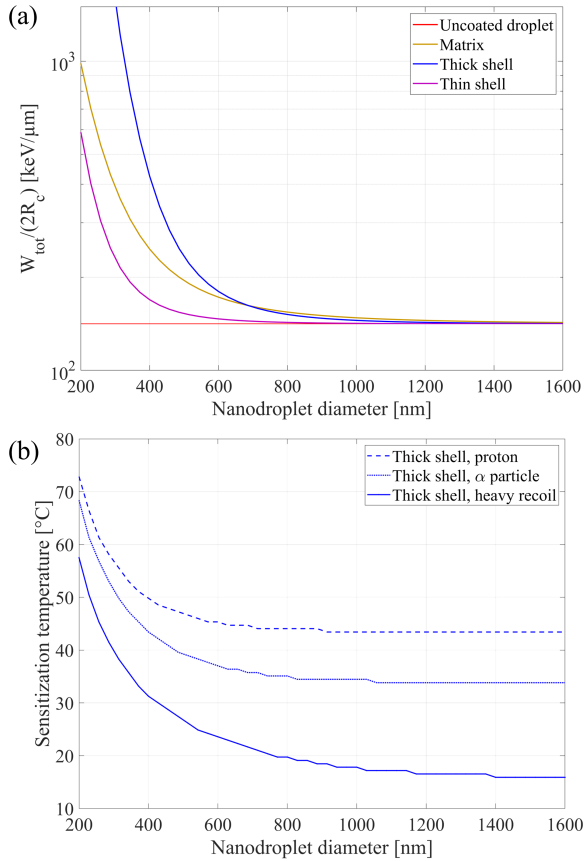 (a)
Uncoated droplet
Matrix
Thick shell
Thin shell
W_tot/(2R_c) [keV/μm]
10^3
10^2
200 400 600 800 1000 1200 1400 1600
Nanodroplet diameter [nm]
(b)
Thick shell, proton
Thick shell, α particle
Thick shell, heavy recoil
Sensitization temperature [°C]
80
70
60
50
40
30
20
10
200 400 600 800 1000 1200 1400 1600
Nanodroplet diameter [nm]